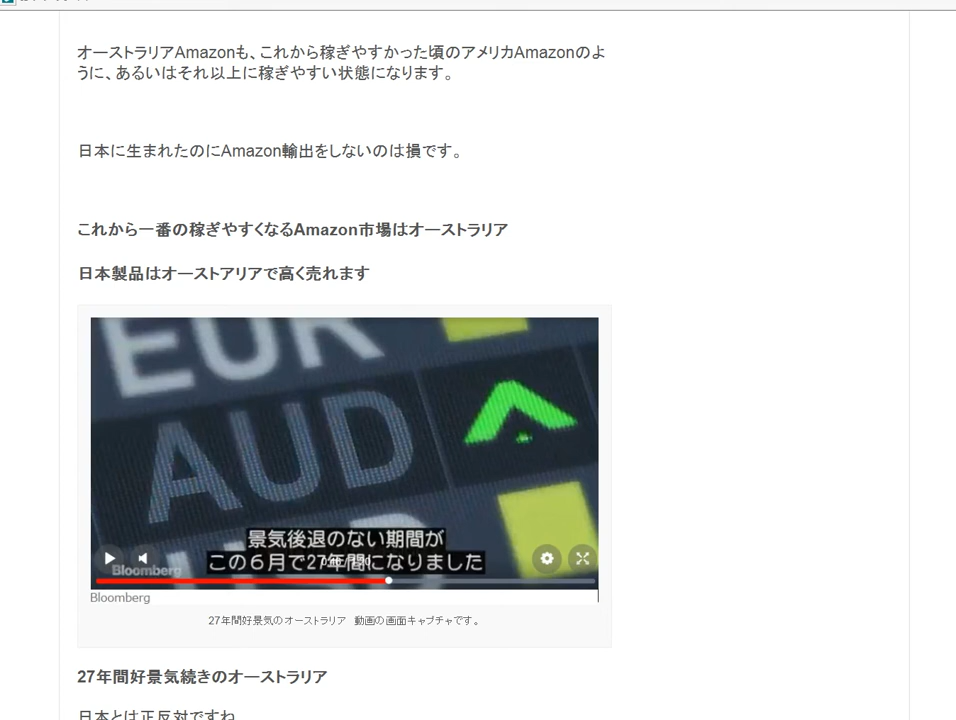 オーストラリアAmazonも、これから稼ぎやすかった頃のアメリカAmazonのよ
うに、あるいはそれ以上に稼ぎやすい状態になります。
日本に生まれたのにAmazon輸出をしないのは損です。
これから一番の稼ぎやすくなるAmazon市場はオーストラリア
日本製品はオーストアリアで高く売れます
EUR
AUD
景気後退のない期間が
この6月で27年間になりました
Bloomberg
Bloomberg
27年間好景気のオーストラリア 動画の画面キャプチャです。
27年間好景気続きのオーストラリア
日本とは正反対ですね